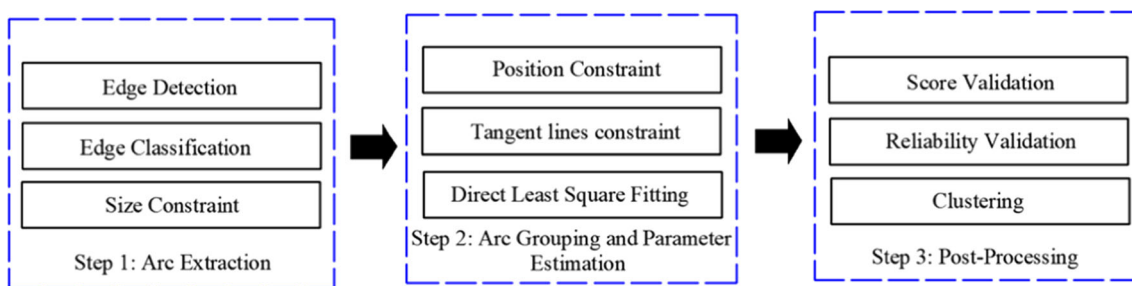 Edge Detection
Edge Classification
Size Constraint
Step 1: Arc Extraction
Position Constraint
Tangent lines constraint
Direct Least Square Fitting
Step 2: Arc Grouping and Parameter
Estimation
Score Validation
Reliability Validation
Clustering
Step 3: Post-Processing